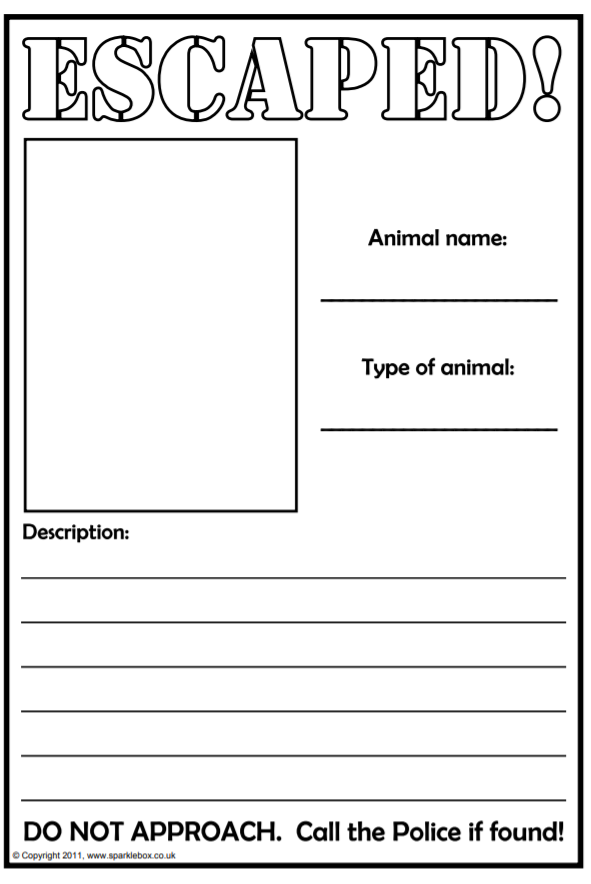 ESCAPED!
Animal name:
Type of animal:
Description:
DO NOT APPROACH.  Call the Police if found!
© Copyright 2011, www.sparklebox.co.uk